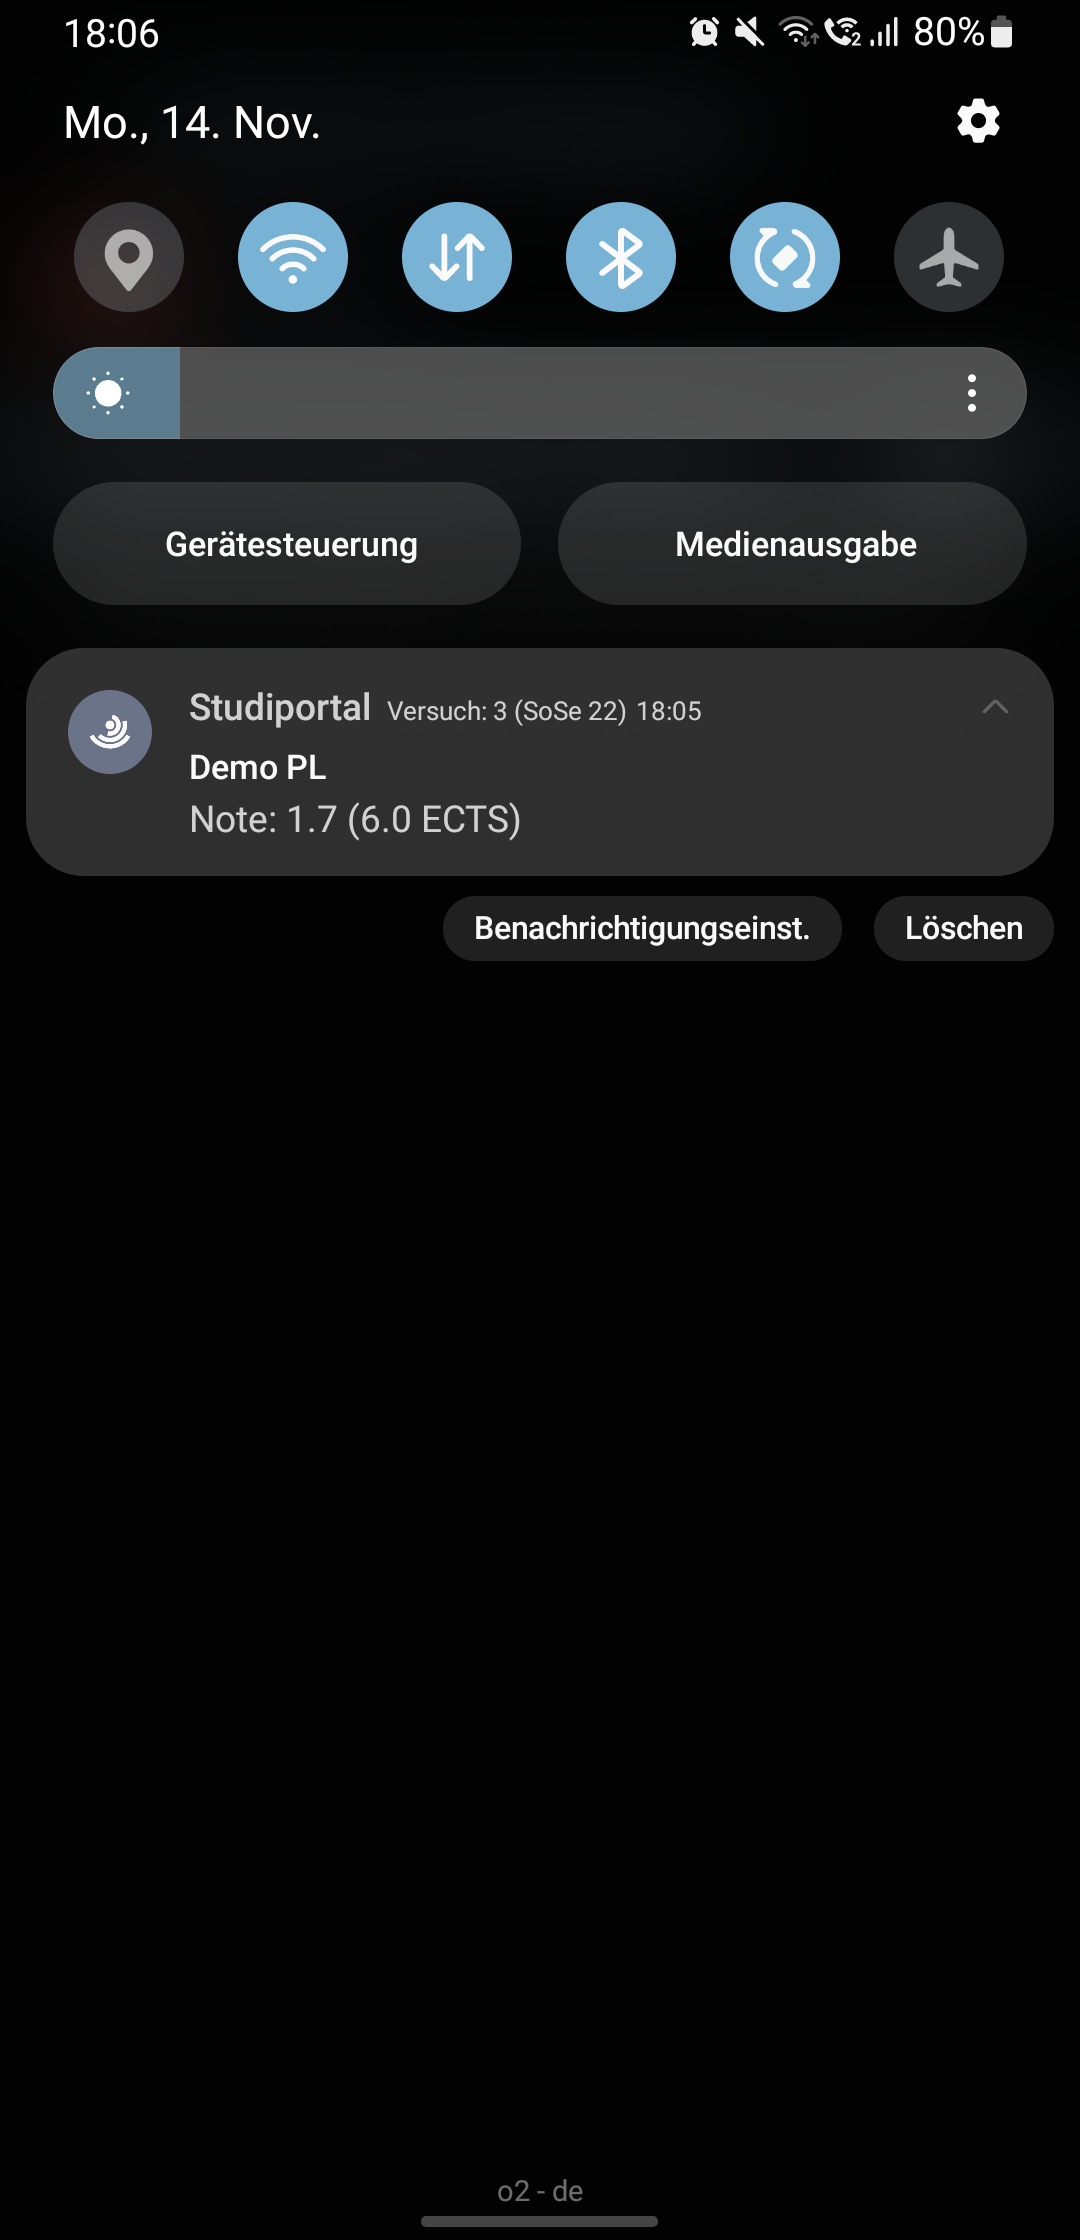 18:06
80%
Mo., 14. Nov.
Gerätesteuerung
Medienausgabe
Studiportal Versuch: 3 (SoSe 22) 18:05
Demo PL
Note: 1.7 (6.0 ECTS)
Benachrichtigungseinst.
Löschen
o2 - de